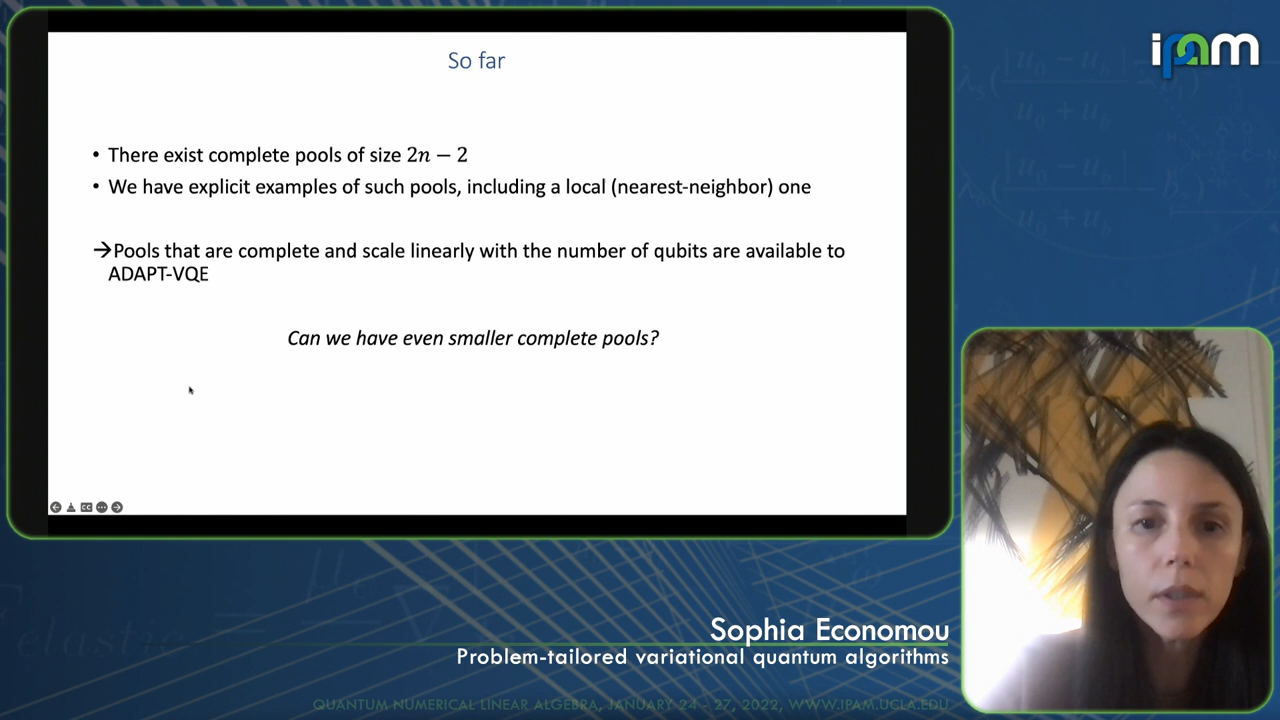 So far
• There exist complete pools of size 2n − 2
• We have explicit examples of such pools, including a local (nearest-neighbor) one
→Pools that are complete and scale linearly with the number of qubits are available to
ADAPT-VQE
Can we have even smaller complete pools?
ipam
Sophia Economou
Problem-tailored variational quantum algorithms
QUANTUM NUMERICAL LINEAR ALGEBRA, JANUARY 24 - 27, 2022, WWW.IPAM.UCLA.EDU
elastic